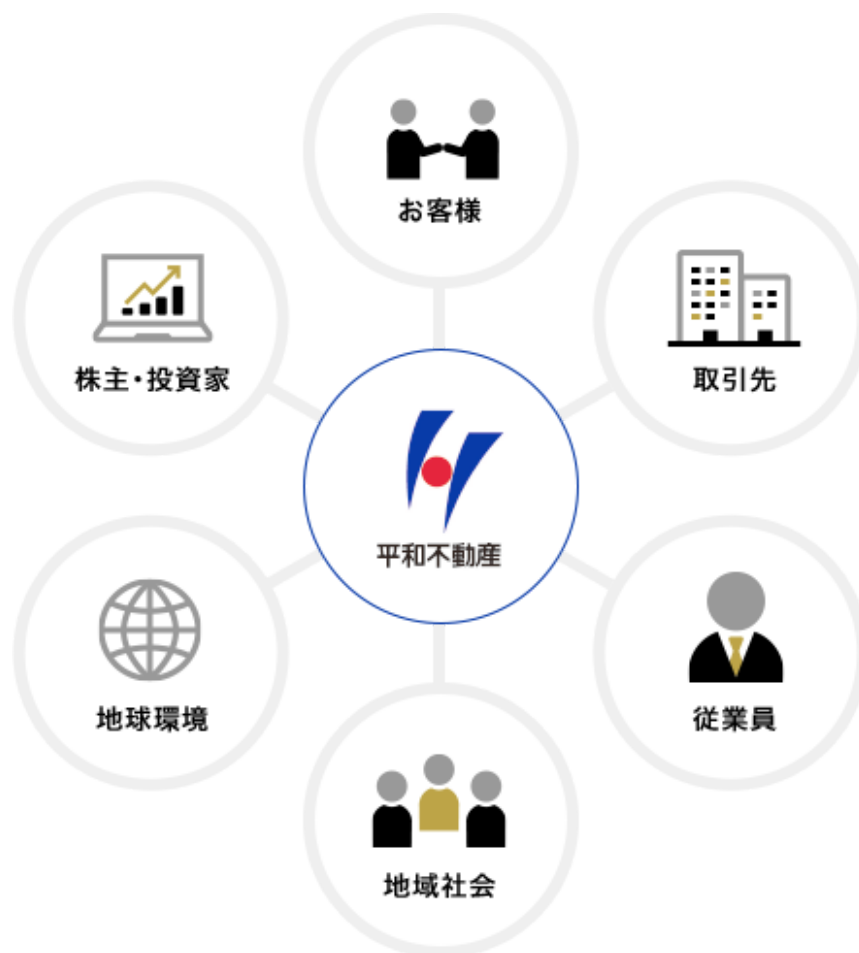 お客様
株主・投資家
取引先
平和不動産
地球環境
従業員
地域社会